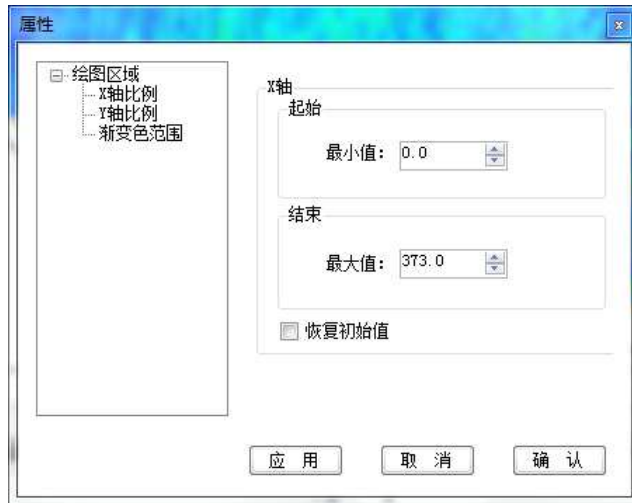 属性
绘图区域
X轴比例
Y轴比例
渐变色范围
X轴
起始
最小值: 0.0
结束
最大值: 373.0
恢复初始值
应 用
取 消
确 认